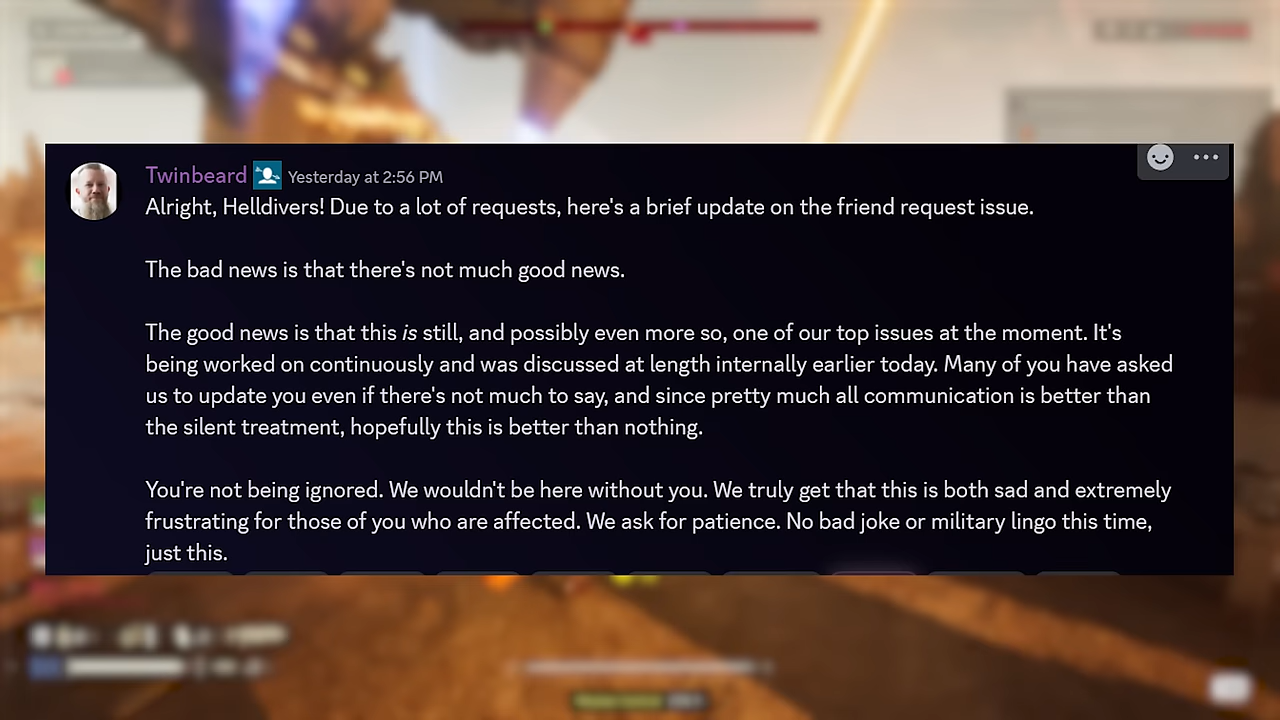 Twinbeard Yesterday at 2:56 PM
Alright, Helldivers! Due to a lot of requests, here's a brief update on the friend request issue.
The bad news is that there's not much good news.
The good news is that this is still, and possibly even more so, one of our top issues at the moment. It's
being worked on continuously and was discussed at length internally earlier today. Many of you have asked
us to update you even if there's not much to say, and since pretty much all communication is better than
the silent treatment, hopefully this is better than nothing.
You're not being ignored. We wouldn't be here without you. We truly get that this is both sad and extremely
frustrating for those of you who are affected. We ask for patience. No bad joke or military lingo this time,
just this.